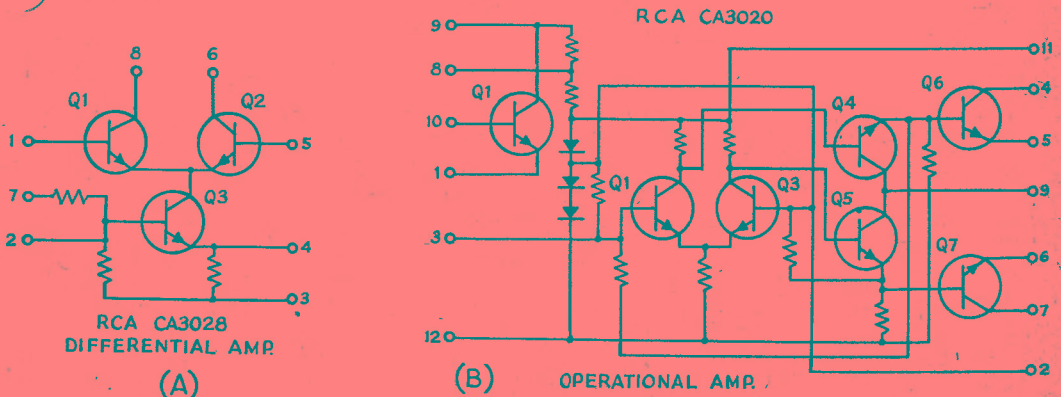 8
6
Q1
Q2
1
5
7
Q3
2
4
3
RCA CA3028
DIFFERENTIAL AMP.
(A)
RCA CA3020
9
11
8
Q1
Q4
Q6
4
10
5
1
Q1
Q3
Q5
9
3
Q7
6
7
12
2
(B)
OPERATIONAL AMP.